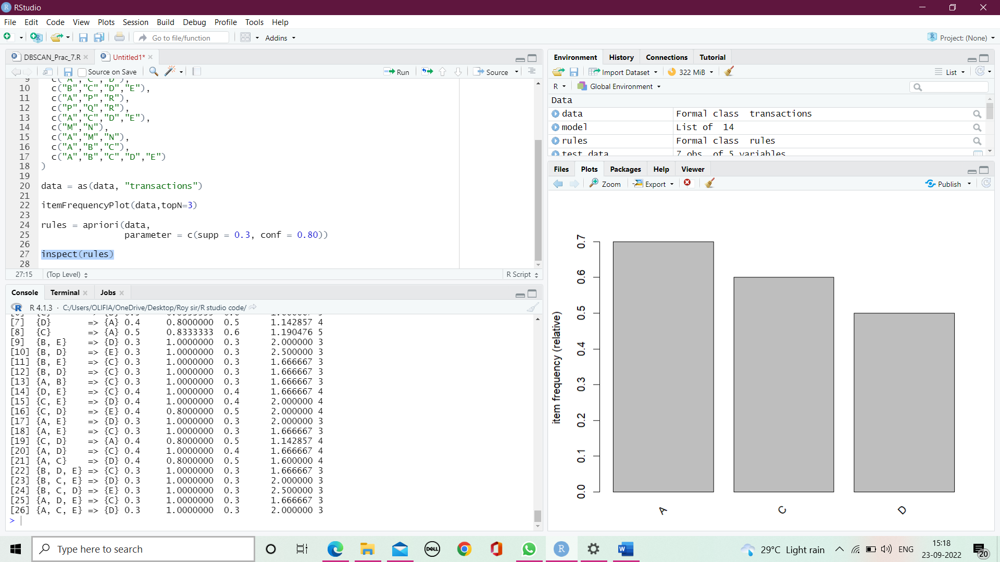 RStudio
File Edit Code View Plots Session Build Debug Profile Tools Help
Go to file/function Addins Project: (None)
DBSCAN_Prac_7.R Untitled1*
Source on Save Run Source
9 c("A","C","D"),
10 c("B","C","D","E"),
11 c("A","P","R"),
12 c("P","Q","R"),
13 c("A","C","D","E"),
14 c("M","N"),
15 c("A","M","N"),
16 c("A","B","C"),
17 c("A","B","C","D","E")
18 )
19
20 data = as(data, "transactions")
21
22 itemFrequencyPlot(data,topN=3)
23
24 rules = apriori(data,
25 parameter = c(supp = 0.3, conf = 0.80))
26
27 inspect(rules)
28
27:15 (Top Level) R Script
Console Terminal Jobs
R 4.1.3 · C:/Users/OLIFIA/OneDrive/Desktop/Roy sir/R studio code/
[7] {D} => {A} 0.4 0.8000000 0.5 1.142857 4
[8] {C} => {A} 0.5 0.8333333 0.6 1.190476 5
[9] {B, E} => {D} 0.3 1.0000000 0.3 2.000000 3
[10] {B, D} => {E} 0.3 1.0000000 0.3 2.500000 3
[11] {B, E} => {C} 0.3 1.0000000 0.3 1.666667 3
[12] {B, D} => {C} 0.3 1.0000000 0.3 1.666667 3
[13] {A, B} => {C} 0.3 1.0000000 0.3 1.666667 3
[14] {D, E} => {C} 0.4 1.0000000 0.4 1.666667 4
[15] {C, E} => {D} 0.4 1.0000000 0.4 2.000000 4
[16] {C, D} => {E} 0.4 0.8000000 0.5 2.000000 4
[17] {A, E} => {D} 0.3 1.0000000 0.3 2.000000 3
[18] {A, E} => {C} 0.3 1.0000000 0.3 1.666667 3
[19] {C, D} => {A} 0.4 0.8000000 0.5 1.142857 4
[20] {A, D} => {C} 0.4 1.0000000 0.4 1.666667 4
[21] {A, C} => {D} 0.4 0.8000000 0.5 1.600000 4
[22] {B, D, E} => {C} 0.3 1.0000000 0.3 1.666667 3
[23] {B, C, E} => {D} 0.3 1.0000000 0.3 2.000000 3
[24] {B, C, D} => {E} 0.3 1.0000000 0.3 2.500000 3
[25] {A, D, E} => {C} 0.3 1.0000000 0.3 1.666667 3
[26] {A, C, E} => {D} 0.3 1.0000000 0.3 2.000000 3
>
Environment History Connections Tutorial
Import Dataset 322 MiB List
R Global Environment
Data
data Formal class transactions
model List of 14
rules Formal class rules
test data 7 obs. of 5 variables
Files Plots Packages Help Viewer
Zoom Export Publish
item frequency (relative)
0.7
0.6
0.5
0.4
0.3
0.2
0.1
0.0
A C D
Type here to search
DELL
R
W
29°C Light rain
ENG
15:18
23-09-2022
20